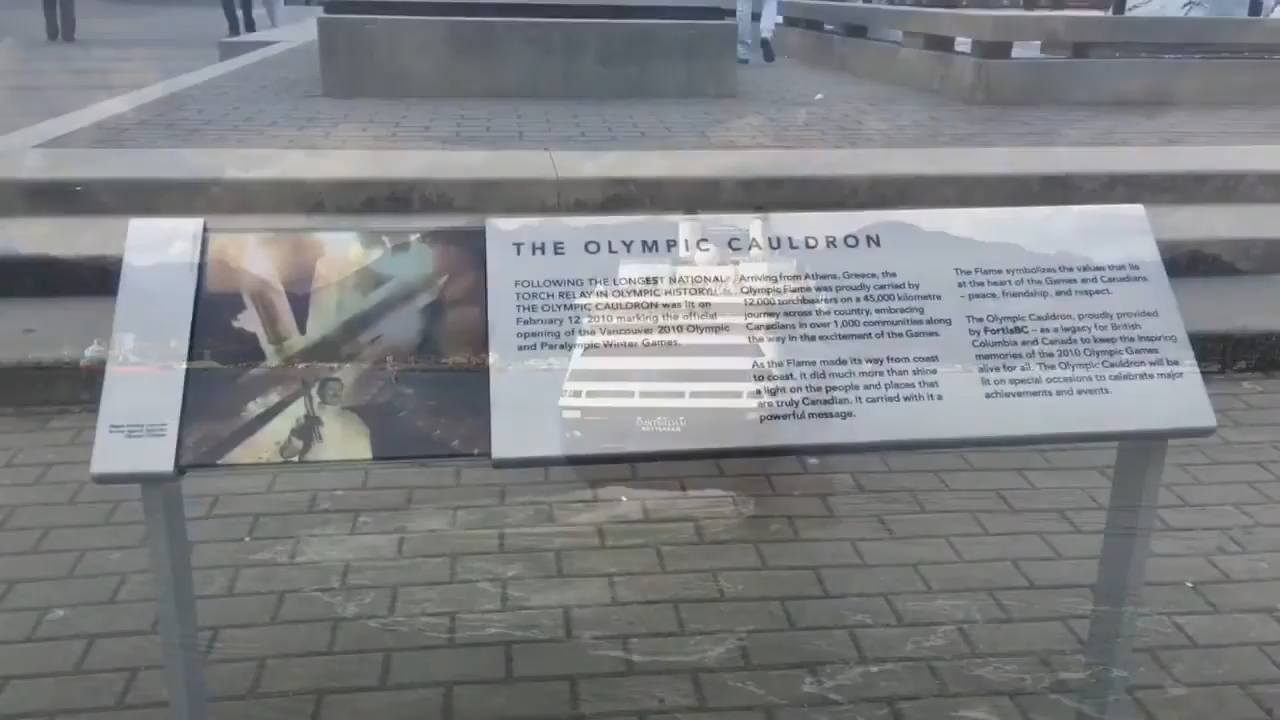 THE OLYMPIC CAULDRON
FOLLOWING THE LONGEST NATIONAL
TORCH RELAY IN OLYMPIC HISTORY,
THE OLYMPIC CAULDRON was lit on
February 12, 2010 marking the official
opening of the Vancouver 2010 Olympic
and Paralympic Winter Games.
Arriving from Athens, Greece, the
Olympic Flame was proudly carried by
12,000 torchbearers on a 45,000 kilometre
journey across the country, embracing
Canadians in over 1,000 communities along
the way in the excitement of the Games.
As the Flame made its way from coast
to coast, it did much more than shine
a light on the people and places that
are truly Canadian. It carried with it a
powerful message.
The Flame symbolizes the values that lie
at the heart of the Games and Canadians
– peace, friendship, and respect.
The Olympic Cauldron, proudly provided
by FortisBC – as a legacy for British
Columbia and Canada to keep the inspiring
memories of the 2010 Olympic Games
alive for all. The Olympic Cauldron will be
lit on special occasions to celebrate major
achievements and events.
ROTTERDAM